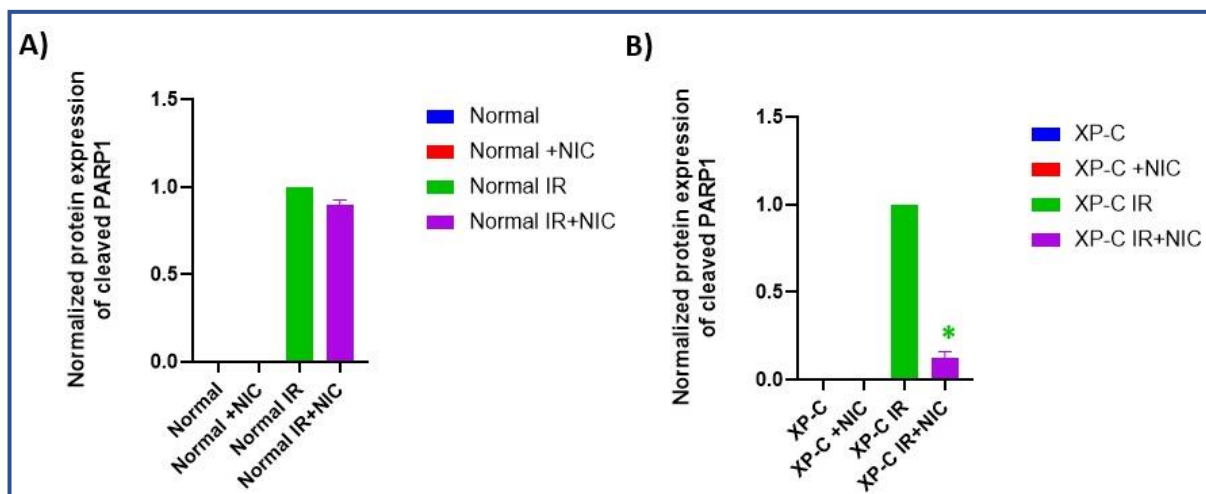 A)
Normalized protein expression
of cleaved PARP1
1.5
1.0
0.5
0.0
Normal
Normal +NIC
Normal IR
Normal IR+NIC
Normal
Normal +NIC
Normal IR
Normal IR+NIC
B)
Normalized protein expression
of cleaved PARP1
1.5
1.0
0.5
0.0
*
XP-C
XP-C +NIC
XP-C IR
XP-C IR+NIC
XP-C
XP-C +NIC
XP-C IR
XP-C IR+NIC